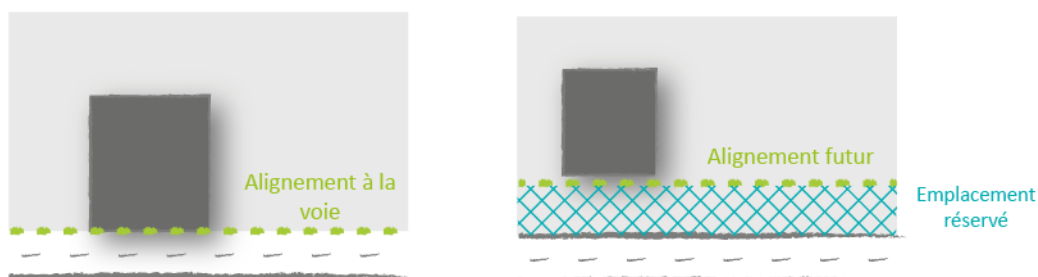 Alignement à la
voie
Alignement futur
Emplacement
réservé